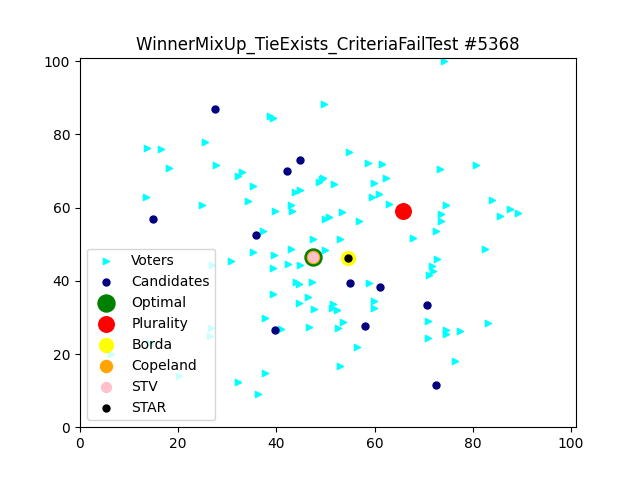 WinnerMixUp_TieExists_CriteriaFailTest #5368
100
80
60
40
20
0
Voters
Candidates
Optimal
Plurality
Borda
Copeland
STV
STAR
0 20 40 60 80 100